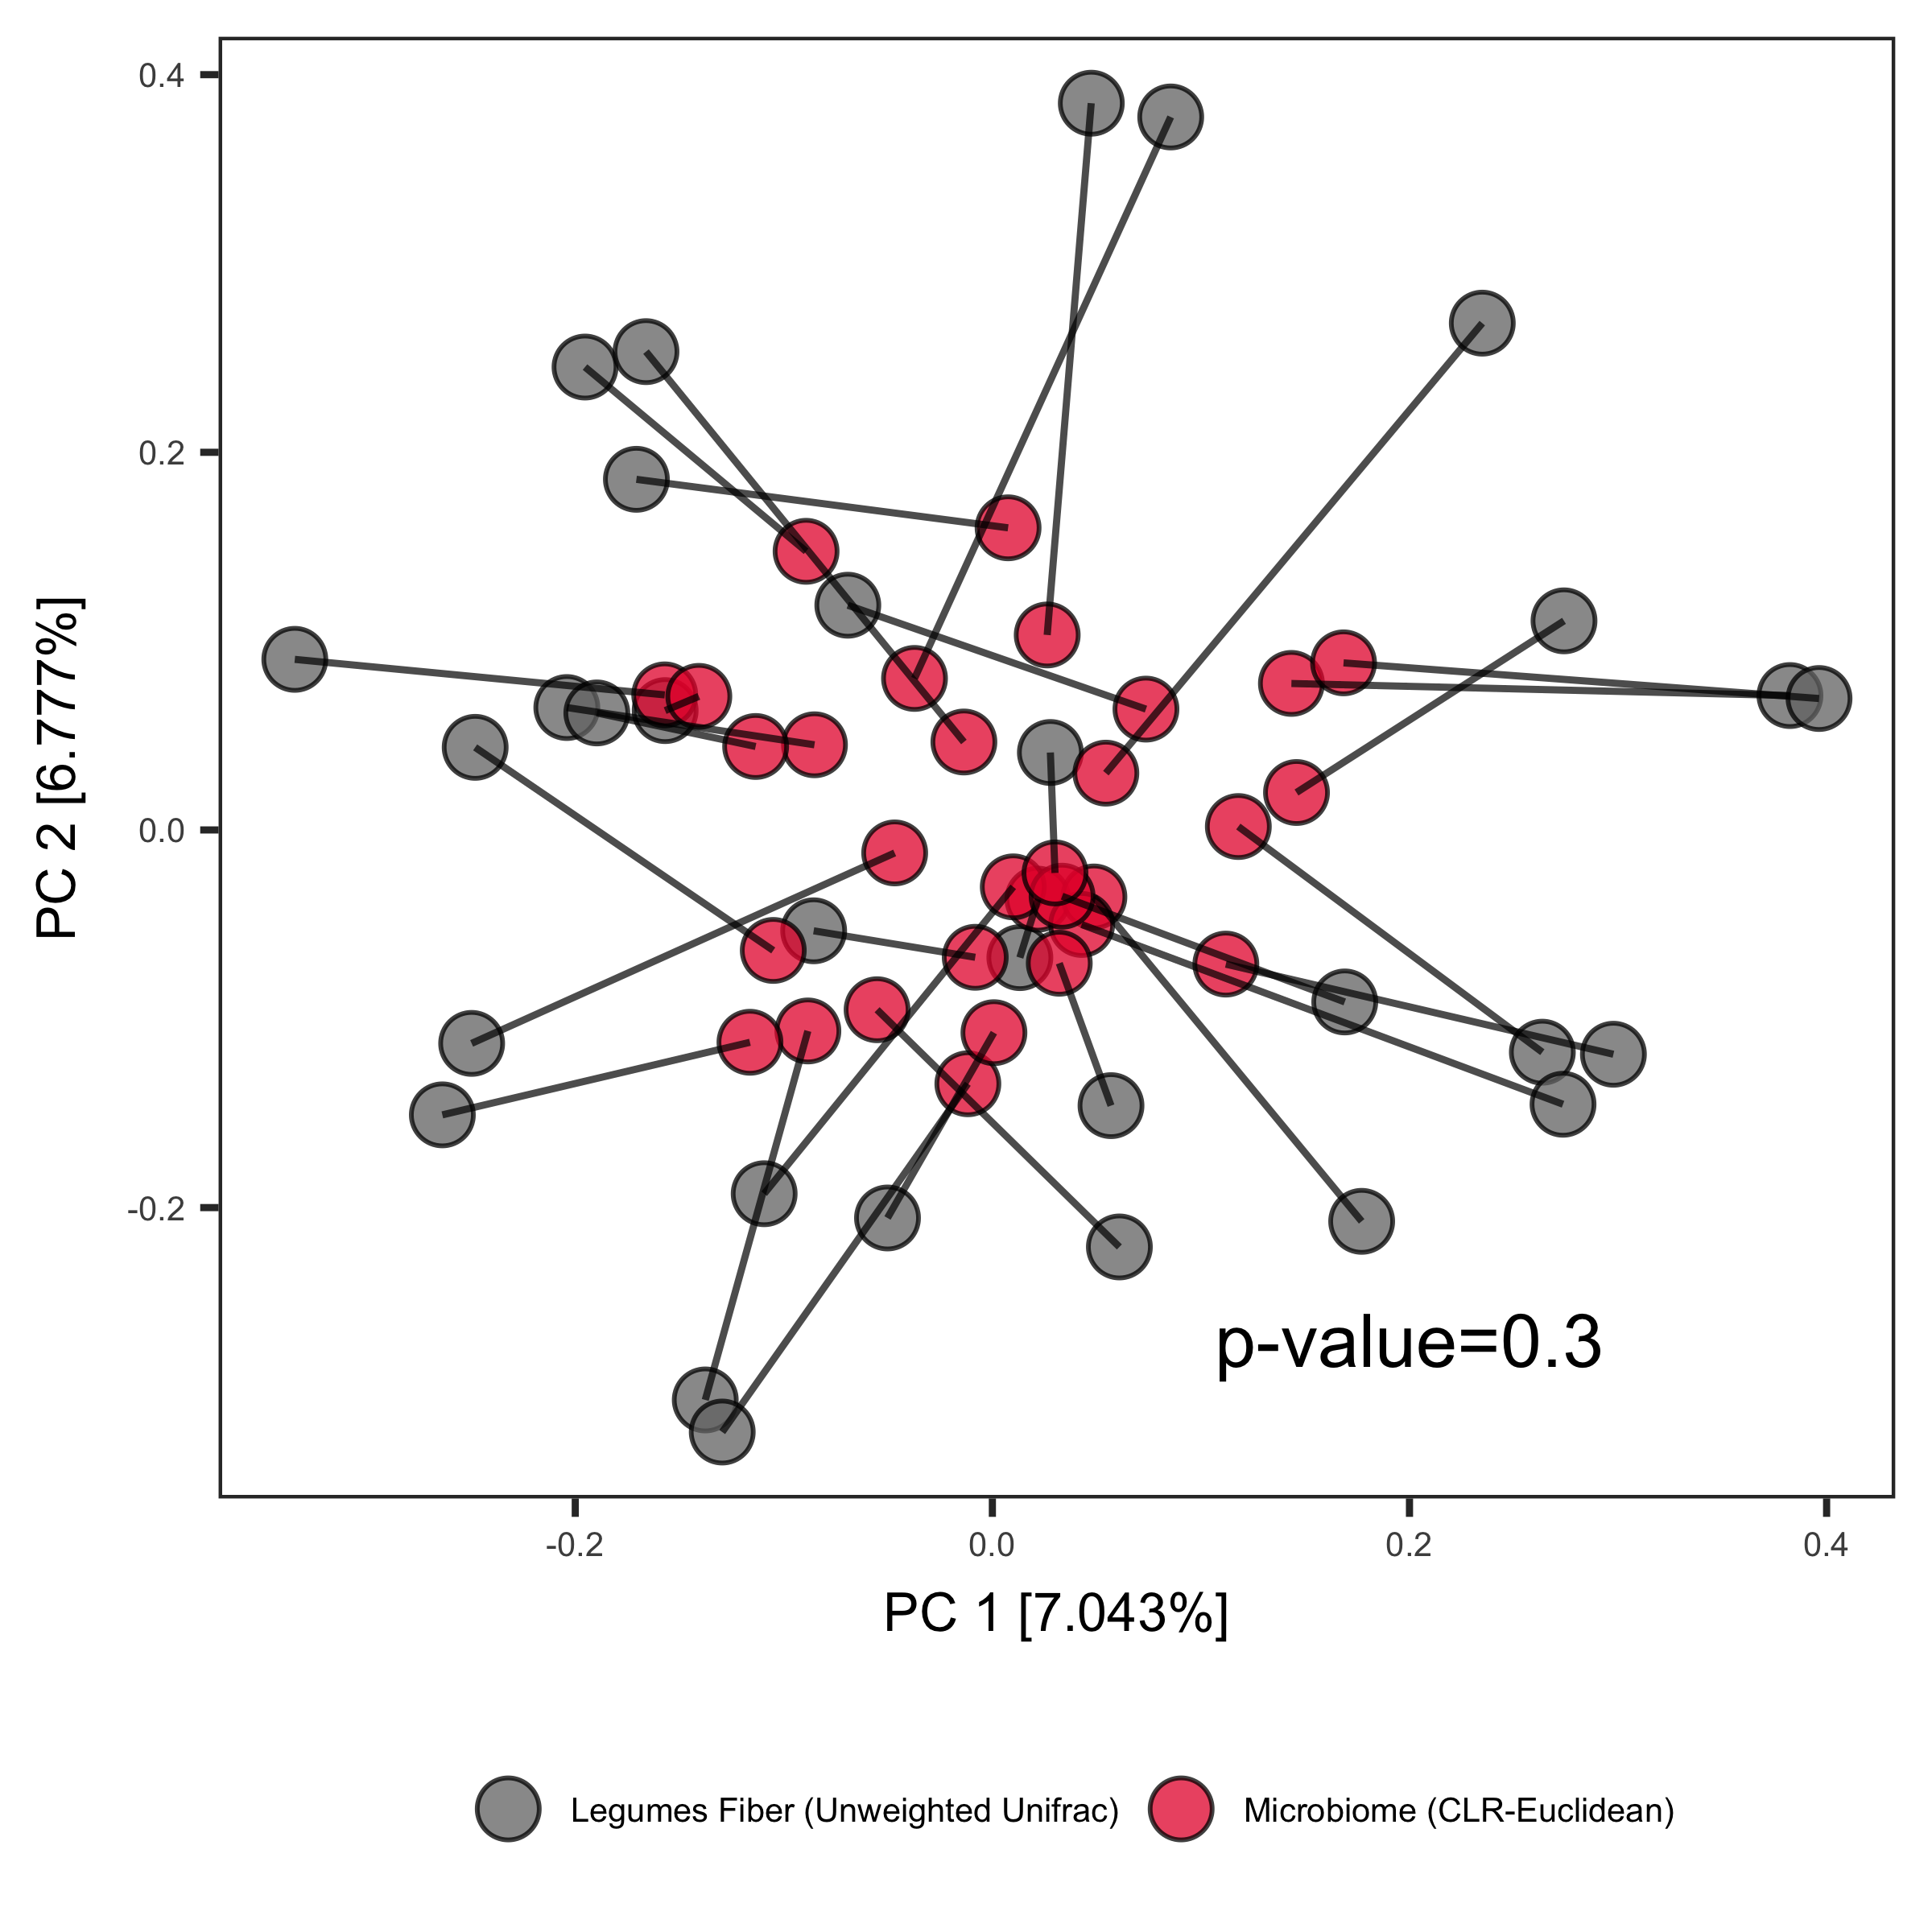 0.4
0.2
0.0
-0.2
PC 2 [6.777%]
p-value=0.3
-0.2 0.0 0.2 0.4
PC 1 [7.043%]
Legumes Fiber (Unweighted Unifrac) Microbiome (CLR-Euclidean)